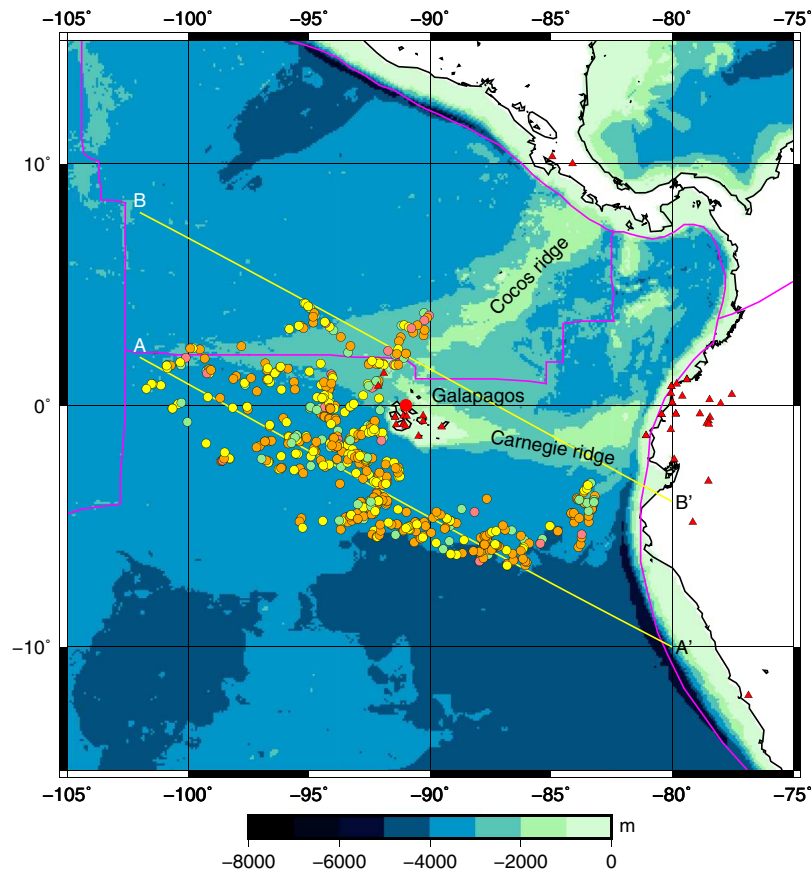 −105˚ −100˚ −95˚ −90˚ −85˚ −80˚ −75˚
10˚
B
Cocos ridge
A
0˚
Galapagos
Carnegie ridge
B'
−10˚
A'
−105˚ −100˚ −95˚ −90˚ −85˚ −80˚ −75˚
m
−8000 −6000 −4000 −2000 0